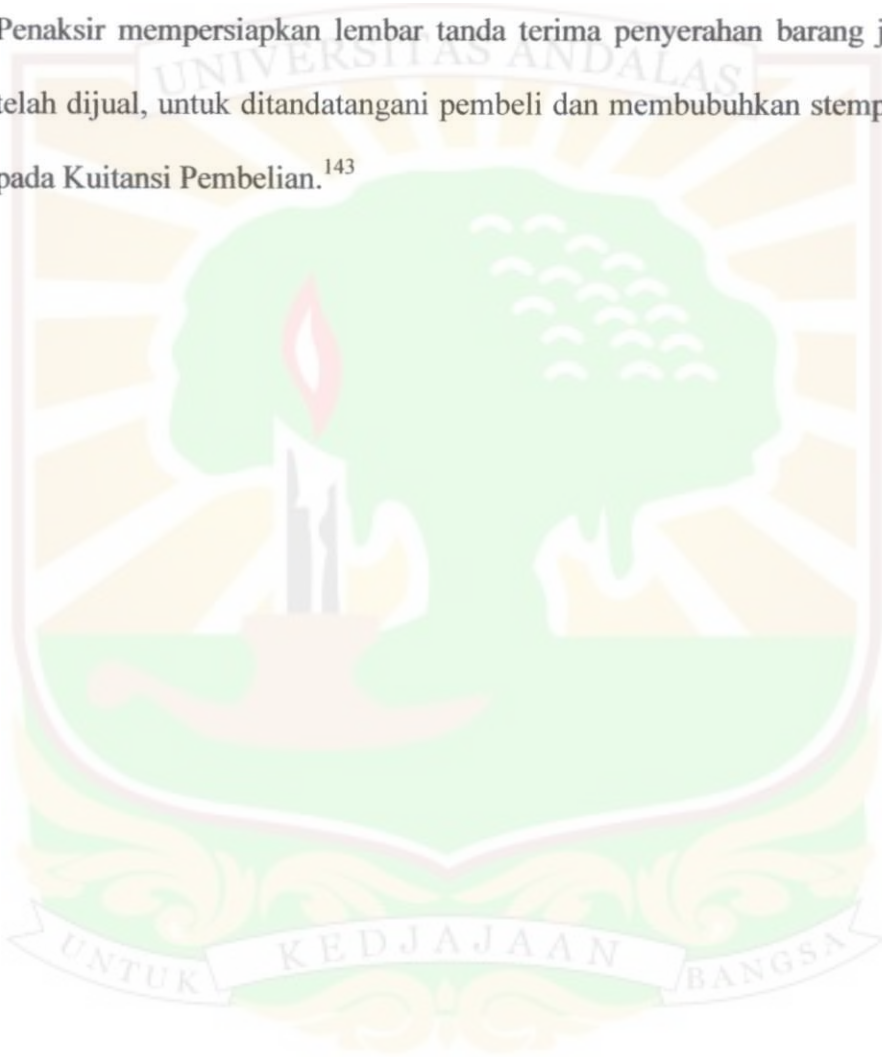 UNIVERSITAS ANDALAS
Penaksir mempersiapkan lembar tanda terima penyerahan barang j
telah dijual, untuk ditandatangani pembeli dan membubuhkan stemp
pada Kuitansi Pembelian.143
UNTUK KEDJAJAAN BANGSA